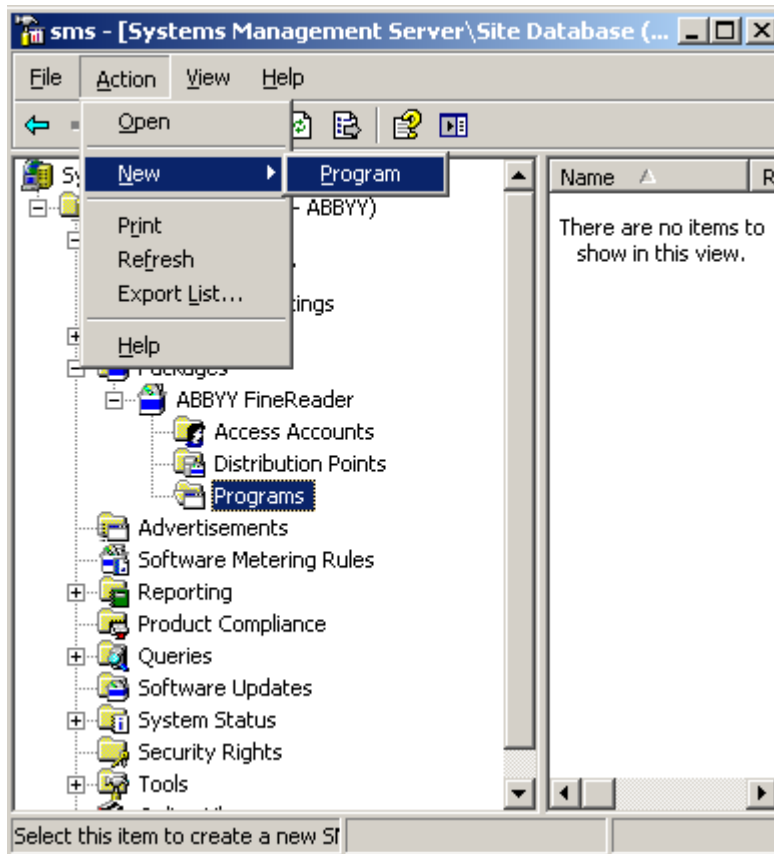 sms - [Systems Management Server\Site Database (...
File Action View Help
Open
New
Program
Print
Refresh
Export List...
Help
- ABBYY)
Packages
ABBYY FineReader
Access Accounts
Distribution Points
Programs
Advertisements
Software Metering Rules
Reporting
Product Compliance
Queries
Software Updates
System Status
Security Rights
Tools
Name
There are no items to
show in this view.
Select this item to create a new